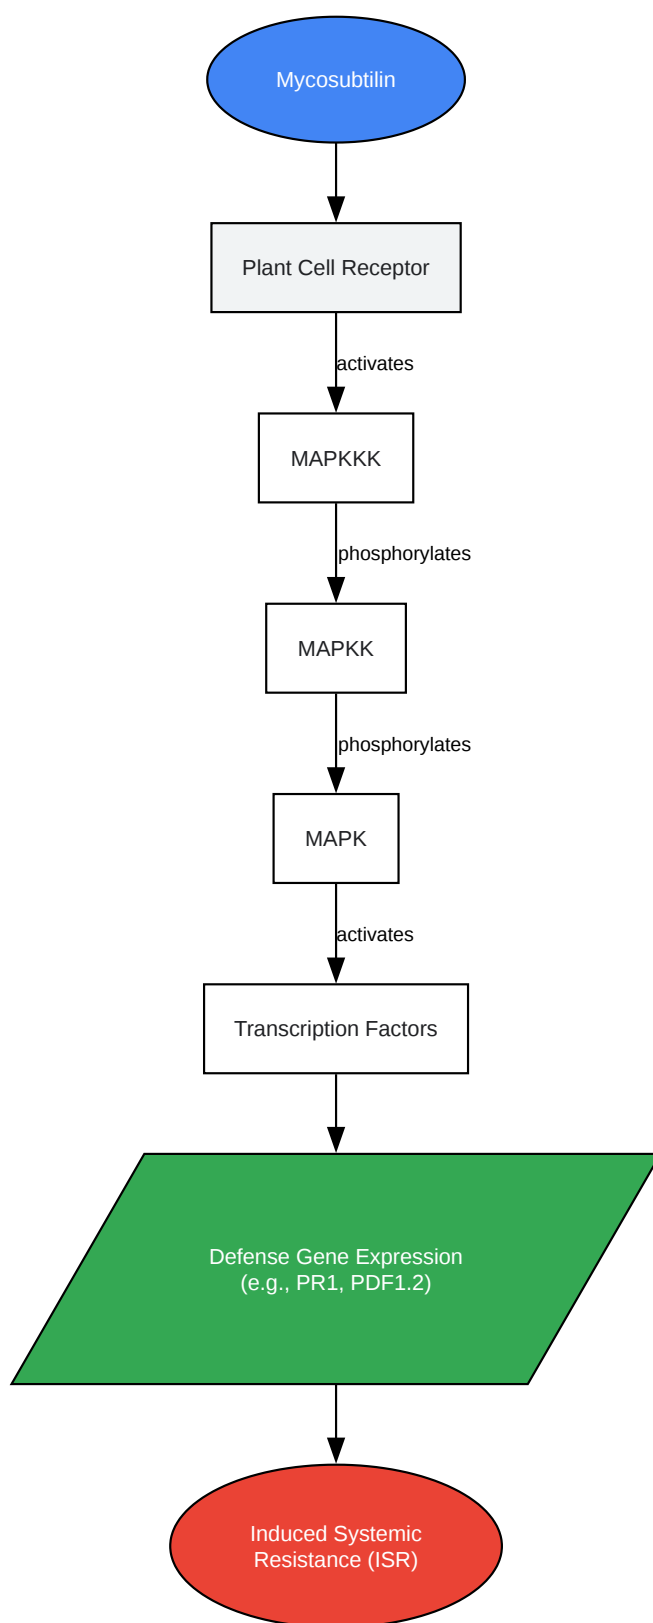 Mycosubtilin
Plant Cell Receptor
activates
MAPKKK
phosphorylates
MAPKK
phosphorylates
MAPK
activates
Transcription Factors
Defense Gene Expression
(e.g., PR1, PDF1.2)
Induced Systemic
Resistance (ISR)